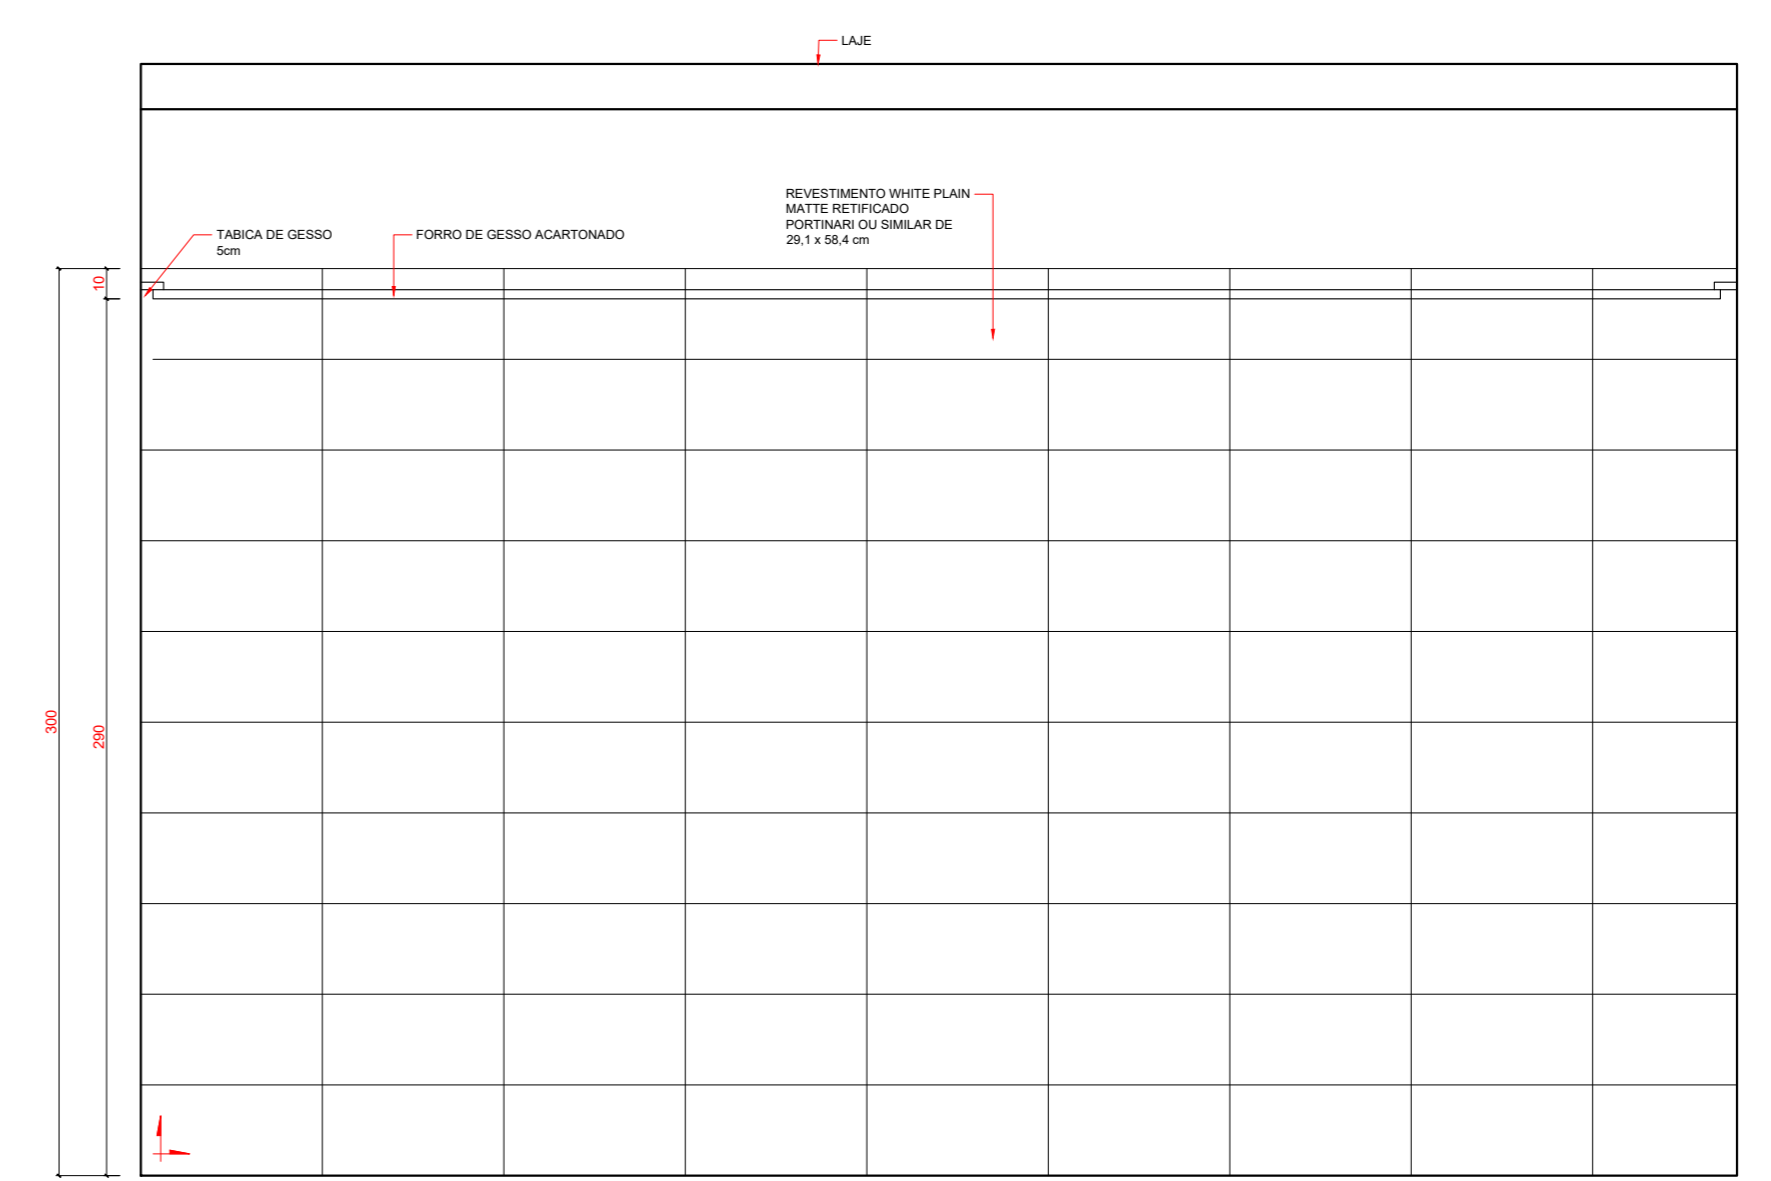 LAJE
REVESTIMENTO WHITE PLAIN
MATTE RETIFICADO
PORTINARI OU SIMILAR DE
29,1 x 58,4 cm
TABICA DE GESSO
5cm
FORRO DE GESSO ACARTONADO
10
300
290